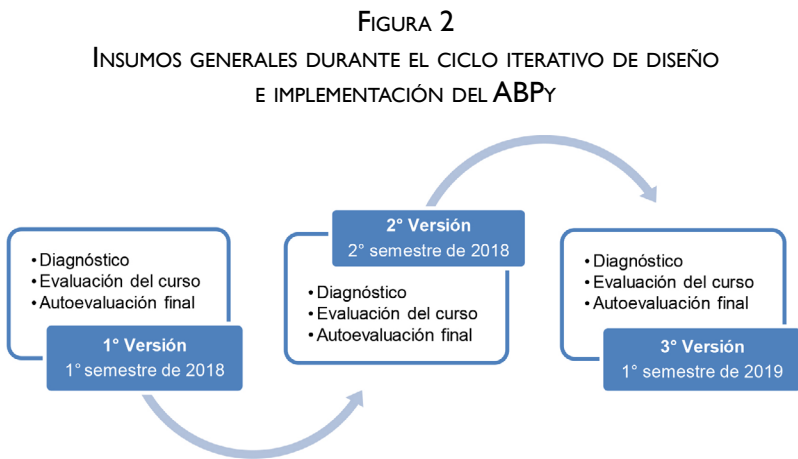 FIGURA 2
INSUMOS GENERALES DURANTE EL CICLO ITERATIVO DE DISEÑO
E IMPLEMENTACIÓN DEL ABPY
• Diagnóstico
• Evaluación del curso
• Autoevaluación final
1° Versión
1° semestre de 2018
2° Versión
2° semestre de 2018
• Diagnóstico
• Evaluación del curso
• Autoevaluación final
• Diagnóstico
• Evaluación del curso
• Autoevaluación final
3° Versión
1° semestre de 2019